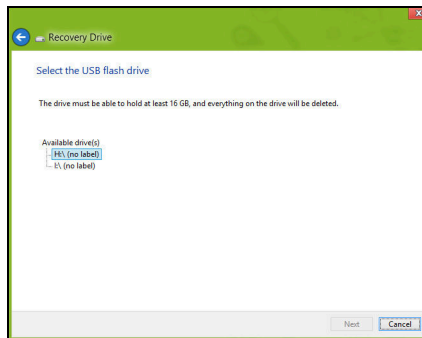 Recovery Drive
Select the USB flash drive
The drive must be able to hold at least 16 GB, and everything on the drive will be deleted.
Available drive(s)
H:\ (no label)
I:\ (no label)
Next
Cancel